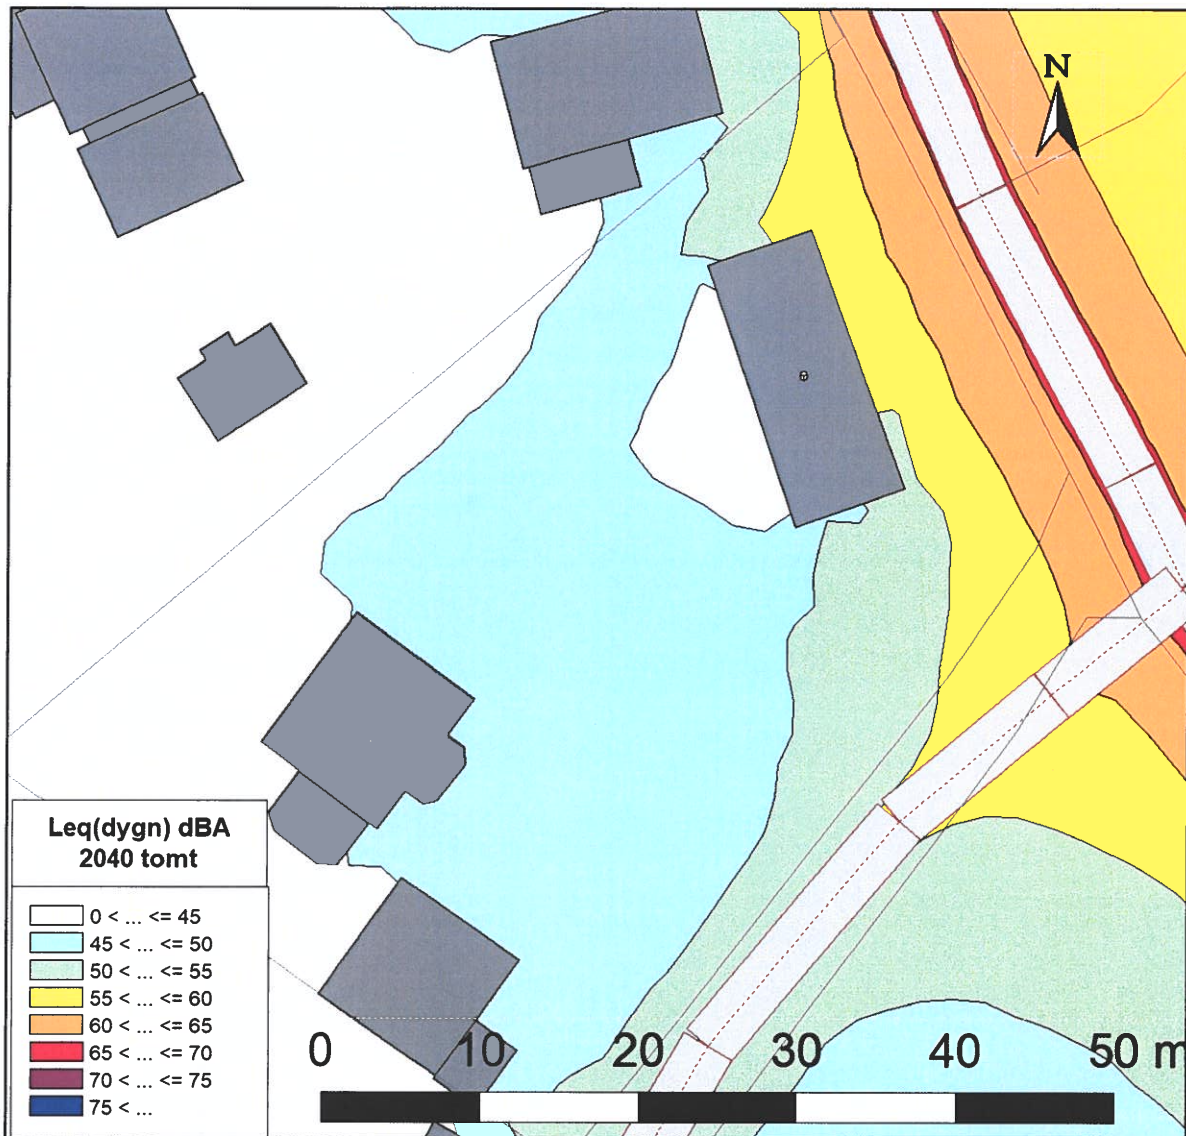 N
Leq(dygn) dBA
2040 tomt
0 < ... <= 45
45 < ... <= 50
50 < ... <= 55
55 < ... <= 60
60 < ... <= 65
65 < ... <= 70
70 < ... <= 75
75 < ...
0 10 20 30 40 50 m